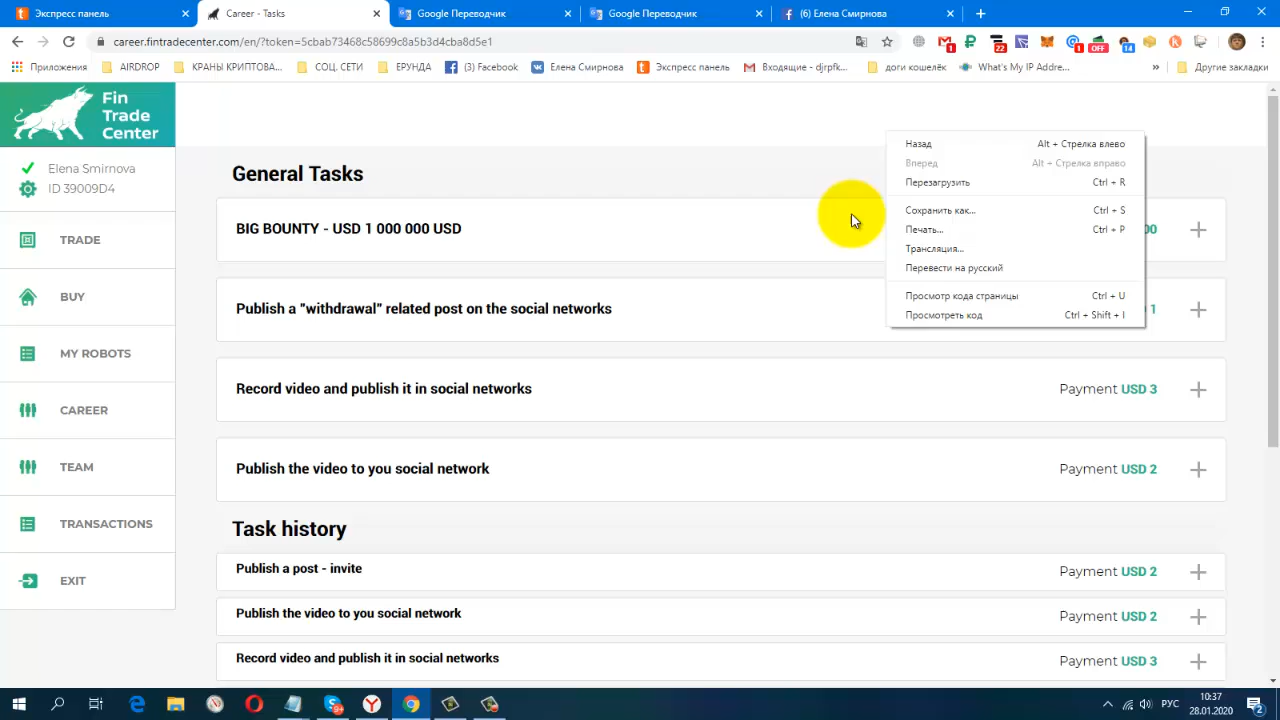 Экспресс панель
Career - Tasks
Google Переводчик
Google Переводчик
(6) Елена Смирнова
career.fintradecenter.com/en/?token=5cbab73468c58699c8a5b3d4cba8d5e1
1
22
1
OFF
14
Приложения
AIRDROP
КРАНЫ КРИПТОВА...
СОЦ. СЕТИ
ЕРУНДА
(3) Facebook
Елена Смирнова
Экспресс панель
Входящие - djrpfk...
доги кошелёк
What's My IP Addre...
»
Другие закладки
Fin
Trade
Center
Elena Smirnova
ID 39009D4
TRADE
BUY
MY ROBOTS
CAREER
TEAM
TRANSACTIONS
EXIT
General Tasks
BIG BOUNTY - USD 1 000 000 USD
00
Publish a "withdrawal" related post on the social networks
1
Record video and publish it in social networks
Payment USD 3
Publish the video to you social network
Payment USD 2
Task history
Publish a post - invite
Payment USD 2
Publish the video to you social network
Payment USD 2
Record video and publish it in social networks
Payment USD 3
Назад Alt + Стрелка влево
Вперед Alt + Стрелка вправо
Перезагрузить Ctrl + R
Сохранить как... Ctrl + S
Печать... Ctrl + P
Трансляция...
Перевести на русский
Просмотр кода страницы Ctrl + U
Просмотреть код Ctrl + Shift + I
РУС
10:37
28.01.2020
2